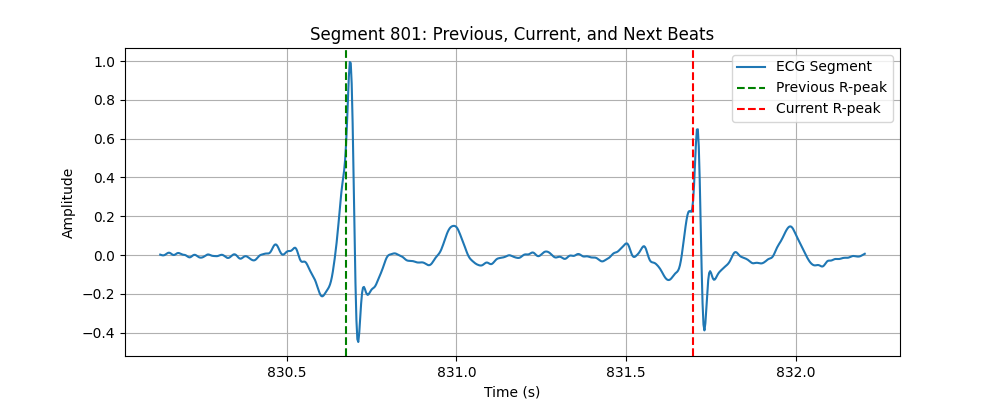 Segment 801: Previous, Current, and Next Beats
ECG Segment
Previous R-peak
Current R-peak
Amplitude
1.0
0.8
0.6
0.4
0.2
0.0
−0.2
−0.4
830.5 831.0 831.5 832.0
Time (s)